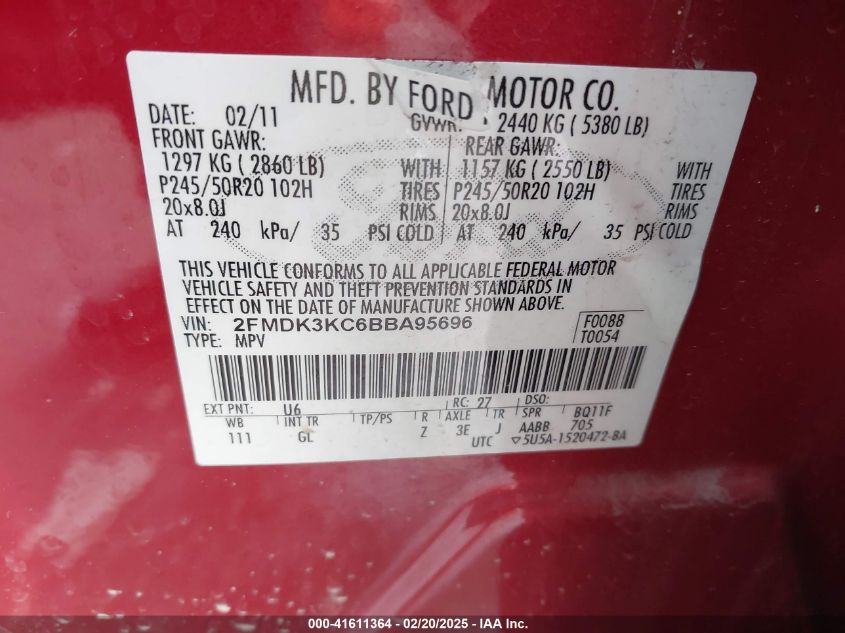 MFD. BY FORD MOTOR CO.
DATE: 02/11 GVWR: 2440 KG ( 5380 LB)
FRONT GAWR: REAR GAWR:
1297 KG ( 2860 LB) WITH 1157 KG ( 2550 LB) WITH
P245/50R20 102H TIRES P245/50R20 102H TIRES
20x8.0J RIMS 20x8.0J RIMS
AT 240 kPa/ 35 PSI COLD AT 240 kPa/ 35 PSI COLD
THIS VEHICLE CONFORMS TO ALL APPLICABLE FEDERAL MOTOR
VEHICLE SAFETY AND THEFT PREVENTION STANDARDS IN
EFFECT ON THE DATE OF MANUFACTURE SHOWN ABOVE.
VIN: 2FMDK3KC6BBA95696 F0088
TYPE: MPV T0054
EXT PNT: U6 RC: 27 DSO:
WB INT TR TP/PS R AXLE TR SPR BQ11F
111 GL Z 3E J AABB 705
UTC ▽5U5A-1520472-BA
000-41611364 - 02/20/2025 - IAA Inc.